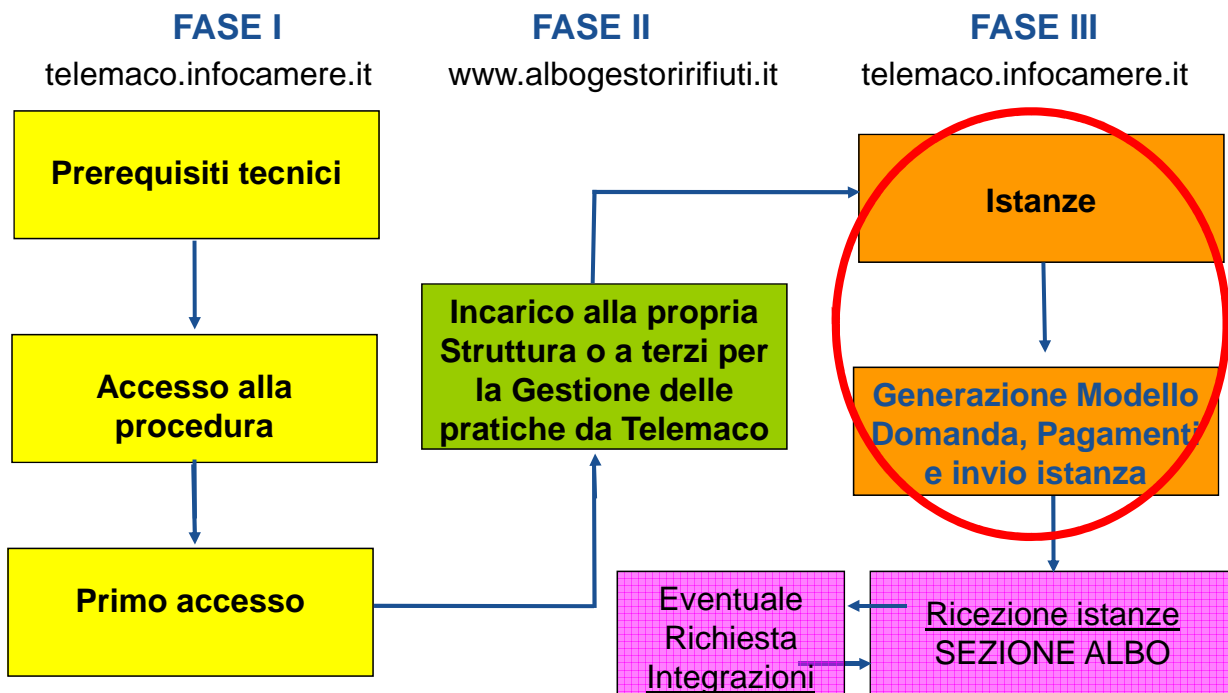 FASE I
telemaco.infocamere.it
Prerequisiti tecnici
Accesso alla
procedura
Primo accesso
FASE II
www.albogestoririfiuti.it
Incarico alla propria
Struttura o a terzi per
la Gestione delle
pratiche da Telemaco
FASE III
telemaco.infocamere.it
Istanze
Generazione Modello
Domanda, Pagamenti
e invio istanza
Ricezione istanze
SEZIONE ALBO
Eventuale
Richiesta
Integrazioni